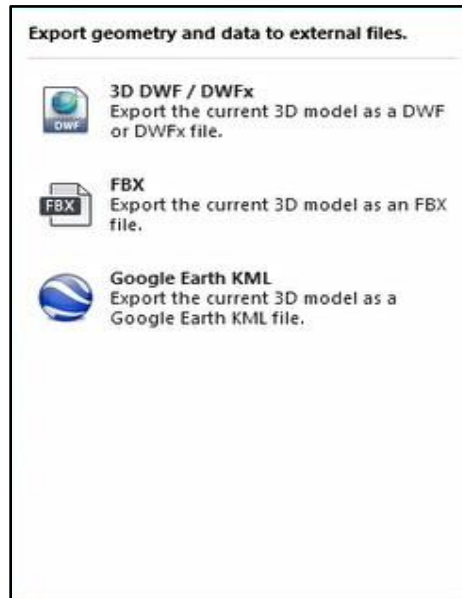 Export geometry and data to external files.
3D DWF / DWFx
Export the current 3D model as a DWF
or DWFx file.
DWF
FBX
Export the current 3D model as an FBX
file.
FBX
Google Earth KML
Export the current 3D model as a
Google Earth KML file.